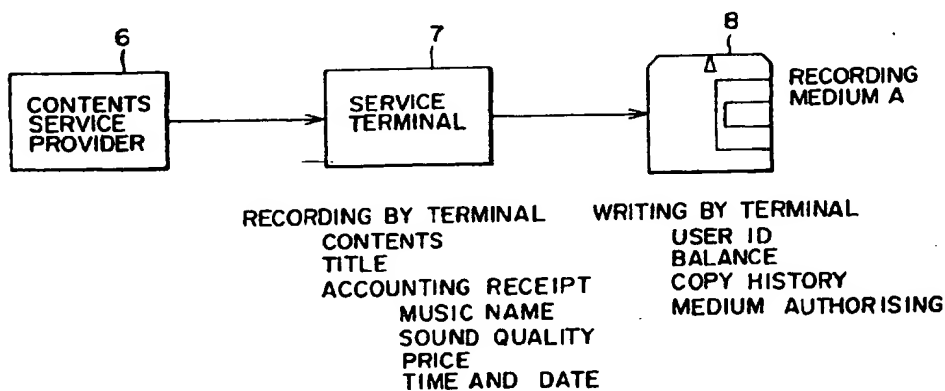 6
7
8
CONTENTS
SERVICE
PROVIDER
SERVICE
TERMINAL
RECORDING
MEDIUM A
RECORDING BY TERMINAL
CONTENTS
TITLE
ACCOUNTING RECEIPT
MUSIC NAME
SOUND QUALITY
PRICE
TIME AND DATE
WRITING BY TERMINAL
USER ID
BALANCE
COPY HISTORY
MEDIUM AUTHORISING